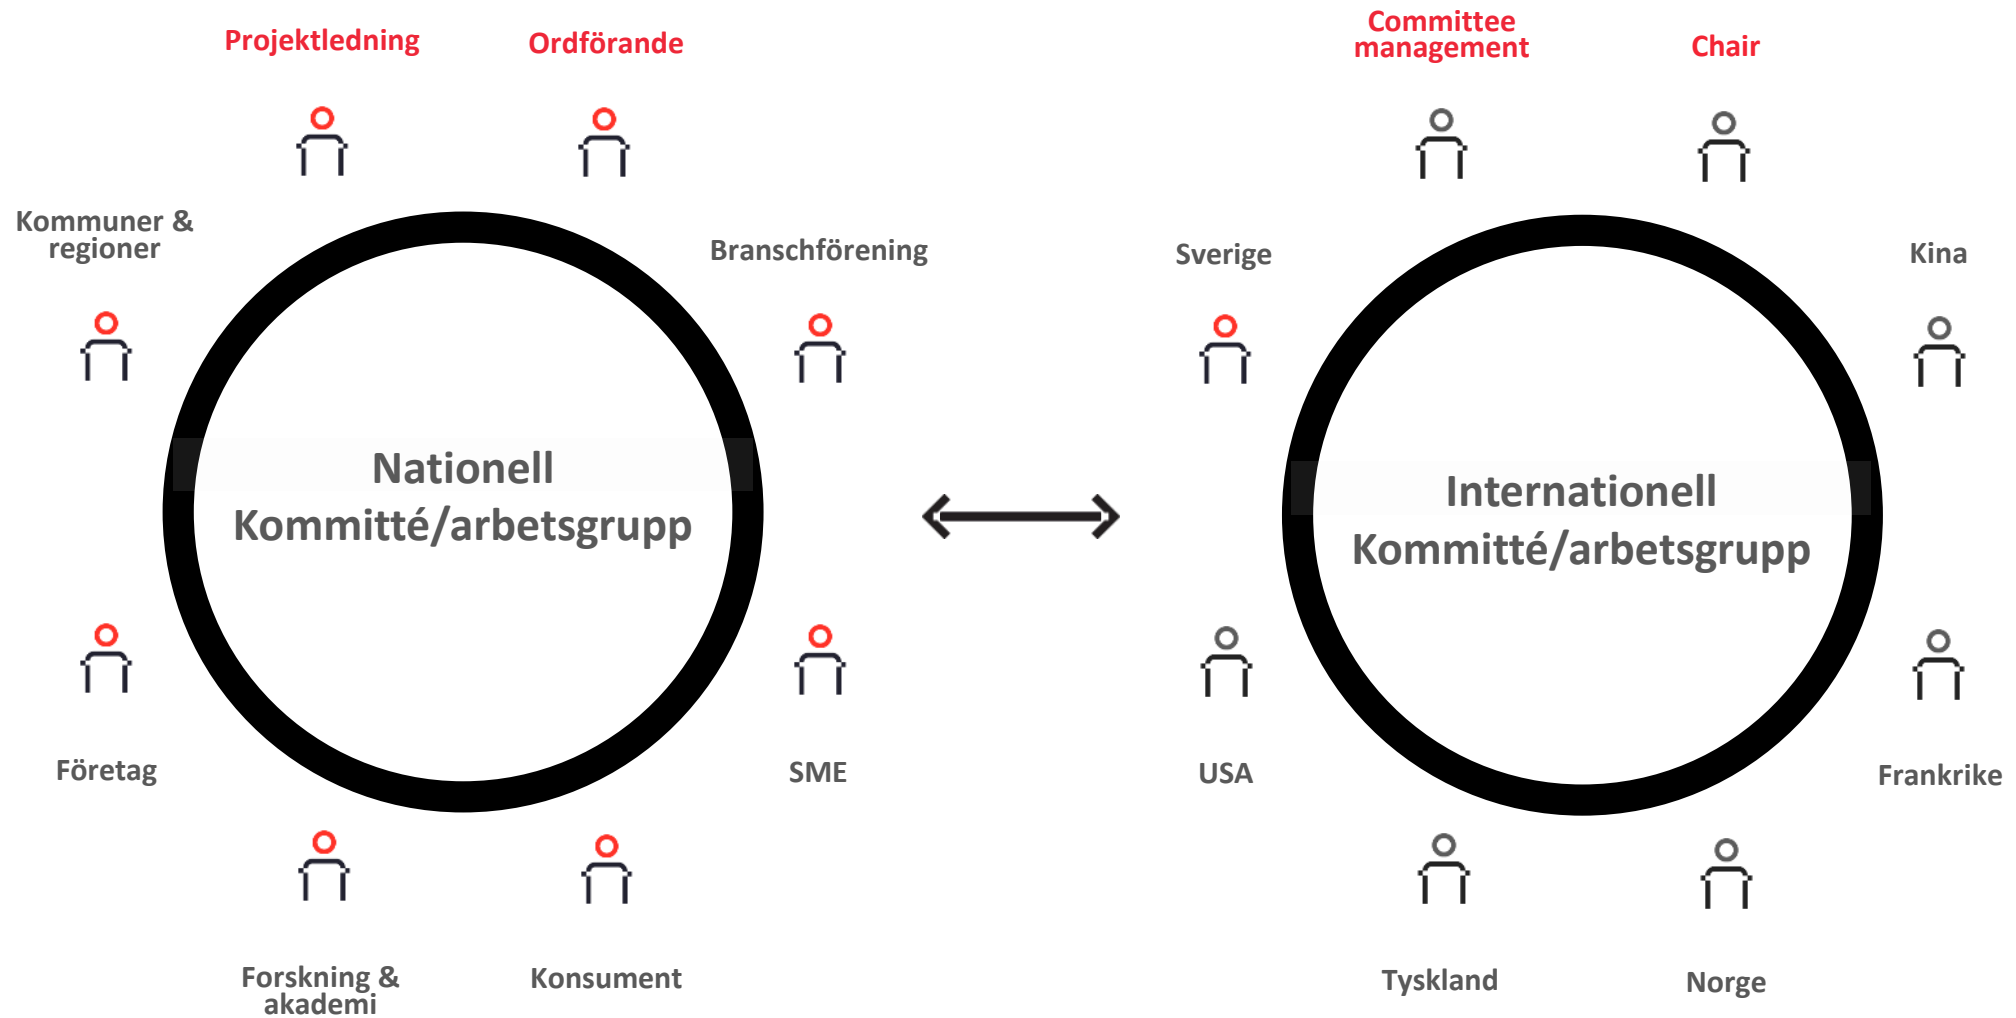 Projektledning
Ordförande
Kommuner &
regioner
Branschförening
Nationell
Kommitté/arbetsgrupp
Företag
SME
Forskning &
akademi
Konsument
Committee
management
Chair
Sverige
Kina
Internationell
Kommitté/arbetsgrupp
USA
Frankrike
Tyskland
Norge